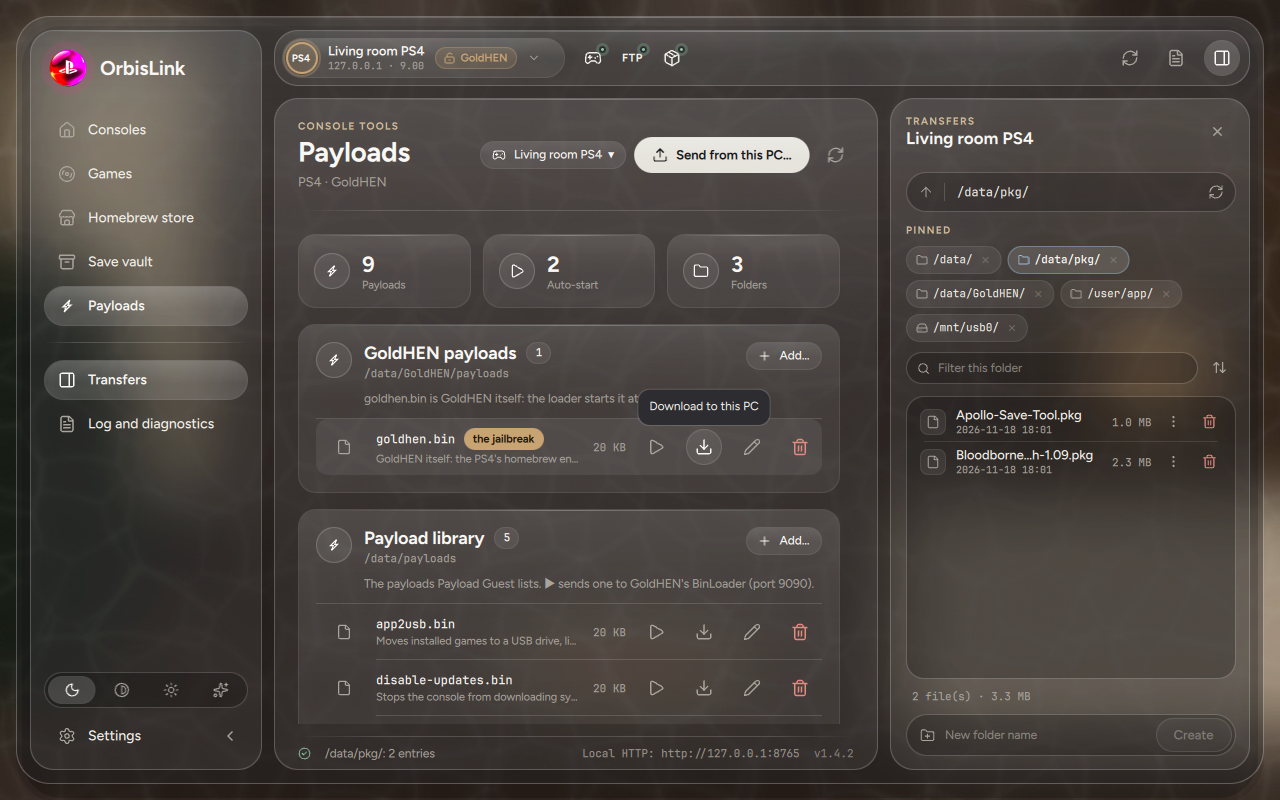 OrbisLink
Consoles
Games
Homebrew store
Save vault
Payloads
Transfers
Log and diagnostics
Settings
PS4
Living room PS4
127.0.0.1 · 9.00
GoldHEN
FTP
CONSOLE TOOLS
Payloads
PS4 · GoldHEN
Living room PS4 ▾
Send from this PC…
9
Payloads
2
Auto-start
3
Folders
GoldHEN payloads 1
/data/GoldHEN/payloads
Add…
goldhen.bin is GoldHEN itself: the loader starts it at
Download to this PC
goldhen.bin the jailbreak
GoldHEN itself: the PS4's homebrew en…
20 KB
Payload library 5
/data/payloads
Add…
The payloads Payload Guest lists. ▶ sends one to GoldHEN's BinLoader (port 9090).
app2usb.bin
Moves installed games to a USB drive, li…
20 KB
disable-updates.bin
Stops the console from downloading sy…
20 KB
/data/pkg/: 2 entries
Local HTTP: http://127.0.0.1:8765 v1.4.2
TRANSFERS
Living room PS4
/data/pkg/
PINNED
/data/ ×
/data/pkg/ ×
/data/GoldHEN/ ×
/user/app/ ×
/mnt/usb0/ ×
Filter this folder
Apollo-Save-Tool.pkg
2026-11-18 18:01
1.0 MB
Bloodborne…h-1.09.pkg
2026-11-18 18:01
2.3 MB
2 file(s) · 3.3 MB
New folder name
Create